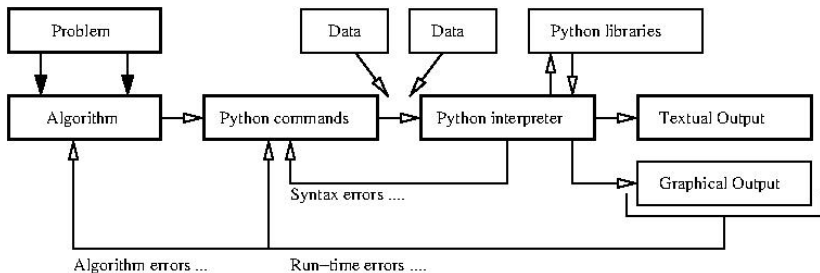 Problem
Data
Data
Python libraries
Algorithm
Python commands
Python interpreter
Textual Output
Graphical Output
Syntax errors ....
Algorithm errors ...
Run-time errors ....